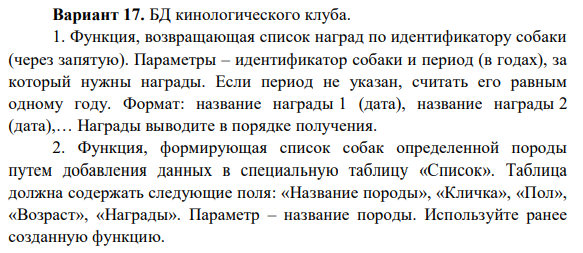 Вариант 17. БД кинологического клуба.
1. Функция, возвращающая список наград по идентификатору собаки
(через запятую). Параметры – идентификатор собаки и период (в годах), за
который нужны награды. Если период не указан, считать его равным
одному году. Формат: название награды 1 (дата), название награды 2
(дата),… Награды выводите в порядке получения.
2. Функция, формирующая список собак определенной породы
путем добавления данных в специальную таблицу «Список». Таблица
должна содержать следующие поля: «Название породы», «Кличка», «Пол»,
«Возраст», «Награды». Параметр – название породы. Используйте ранее
созданную функцию.